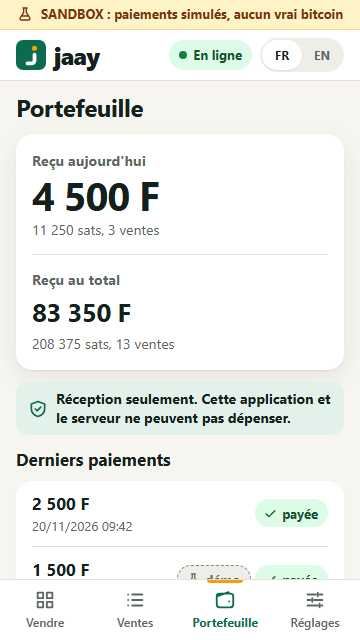 SANDBOX : paiements simulés, aucun vrai bitcoin
jaay
En ligne
FR
EN
Portefeuille
Reçu aujourd'hui
4 500 F
11 250 sats, 3 ventes
Reçu au total
83 350 F
208 375 sats, 13 ventes
Réception seulement. Cette application et
le serveur ne peuvent pas dépenser.
Derniers paiements
2 500 F
20/11/2026 09:42
payée
1 500 F
Vendre
Ventes
Portefeuille
Réglages